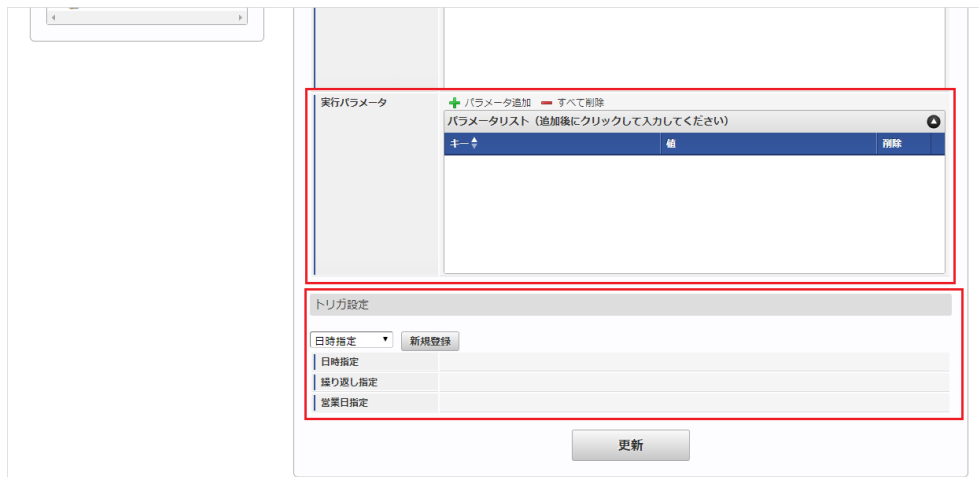 実行パラメータ
パラメータ追加 すべて削除
パラメータリスト（追加後にクリックして入力してください）
キー 値 削除
トリガ設定
日時指定 新規登録
日時指定
繰り返し指定
営業日指定
更新